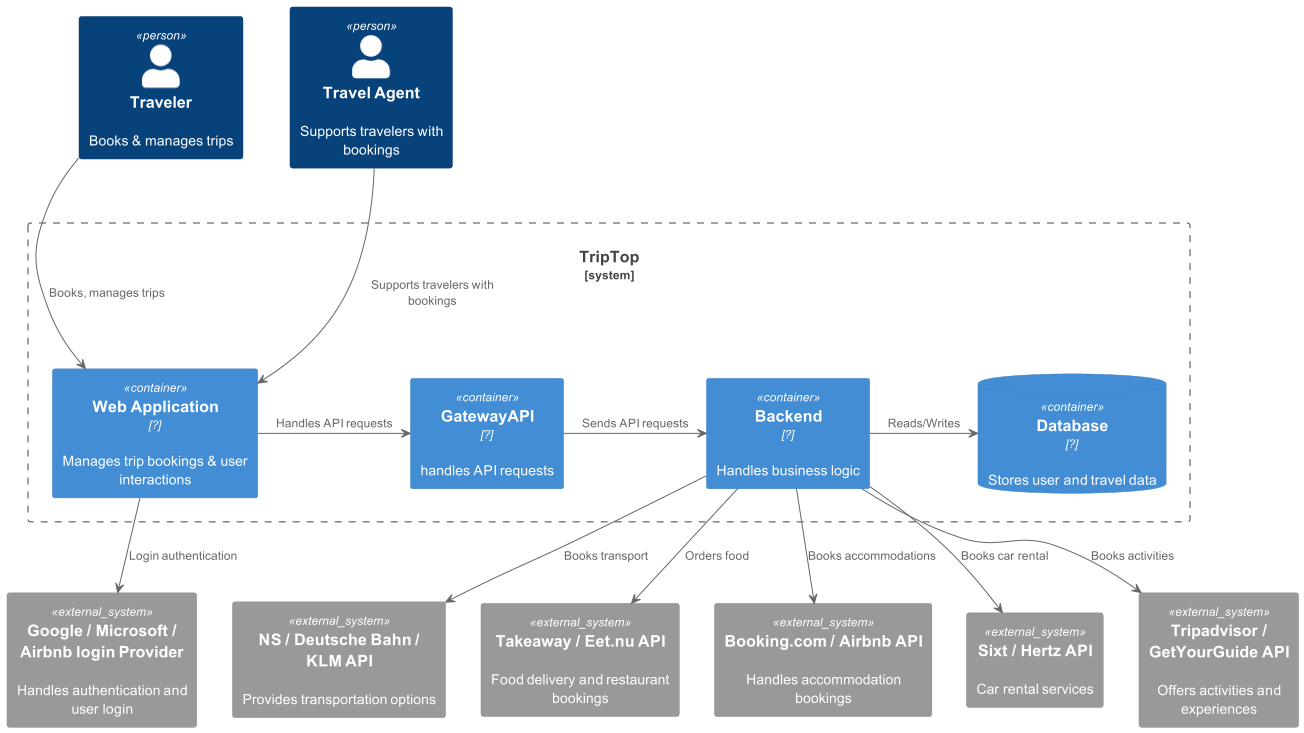 «person»
Traveler
Books & manages trips
«person»
Travel Agent
Supports travelers with
bookings
TripTop
[system]
Books, manages trips
Supports travelers with
bookings
«container»
Web Application
[?]
Manages trip bookings & user
interactions
Handles API requests
«container»
GatewayAPI
[?]
handles API requests
Sends API requests
«container»
Backend
[?]
Handles business logic
Reads/Writes
«container»
Database
[?]
Stores user and travel data
Login authentication
Books transport
Orders food
Books accommodations
Books car rental
Books activities
«external_system»
Google / Microsoft /
Airbnb login Provider
Handles authentication and
user login
«external_system»
NS / Deutsche Bahn /
KLM API
Provides transportation options
«external_system»
Takeaway / Eet.nu API
Food delivery and restaurant
bookings
«external_system»
Booking.com / Airbnb API
Handles accommodation
bookings
«external_system»
Sixt / Hertz API
Car rental services
«external_system»
Tripadvisor /
GetYourGuide API
Offers activities and
experiences